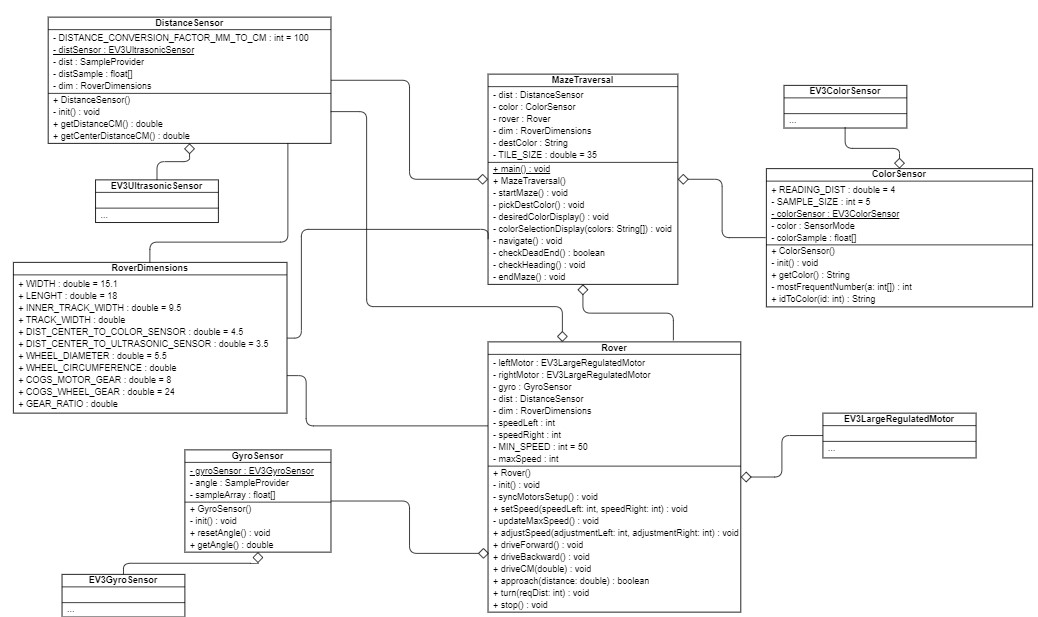 DistanceSensor
- DISTANCE_CONVERSION_FACTOR_MM_TO_CM : int = 100
- distSensor : EV3UltrasonicSensor
- dist : SampleProvider
- distSample : float[]
- dim : RoverDimensions
+ DistanceSensor()
- init() : void
+ getDistanceCM() : double
+ getCenterDistanceCM() : double
EV3UltrasonicSensor
...
MazeTraversal
- dist : DistanceSensor
- color : ColorSensor
- rover : Rover
- dim : RoverDimensions
- destColor : String
- TILE_SIZE : double = 35
+ main() : void
+ MazeTraversal()
- startMaze() : void
- pickDestColor() : void
- desiredColorDisplay() : void
- colorSelectionDisplay(colors: String[]) : void
- navigate() : void
- checkDeadEnd() : boolean
- checkHeading() : void
- endMaze() : void
EV3ColorSensor
...
ColorSensor
+ READING_DIST : double = 4
- SAMPLE_SIZE : int = 5
- colorSensor : EV3ColorSensor
- color : SensorMode
- colorSample : float[]
+ ColorSensor()
- init() : void
+ getColor() : String
- mostFrequentNumber(a: int[]) : int
+ idToColor(id: int) : String
RoverDimensions
+ WIDTH : double = 15.1
+ LENGHT : double = 18
+ INNER_TRACK_WIDTH : double = 9.5
+ TRACK_WIDTH : double
+ DIST_CENTER_TO_COLOR_SENSOR : double = 4.5
+ DIST_CENTER_TO_ULTRASONIC_SENSOR : double = 3.5
+ WHEEL_DIAMETER : double = 5.5
+ WHEEL_CIRCUMFERENCE : double
+ COGS_MOTOR_GEAR : double = 8
+ COGS_WHEEL_GEAR : double = 24
+ GEAR_RATIO : double
Rover
- leftMotor : EV3LargeRegulatedMotor
- rightMotor : EV3LargeRegulatedMotor
- gyro : GyroSensor
- dist : DistanceSensor
- dim : RoverDimensions
- speedLeft : int
- speedRight : int
- MIN_SPEED : int = 50
- maxSpeed : int
+ Rover()
- init() : void
- syncMotorsSetup() : void
+ setSpeed(speedLeft: int, speedRight: int) : void
- updateMaxSpeed() : void
+ adjustSpeed(adjustmentLeft: int, adjustmentRight: int) : void
+ driveForward() : void
+ driveBackward() : void
+ driveCM(double) : void
+ approach(distance: double) : boolean
+ turn(reqDist: int) : void
+ stop() : void
EV3LargeRegulatedMotor
...
GyroSensor
- gyroSensor : EV3GyroSensor
- angle : SampleProvider
- sampleArray : float[]
+ GyroSensor()
- init() : void
+ resetAngle() : void
+ getAngle() : double
EV3GyroSensor
...